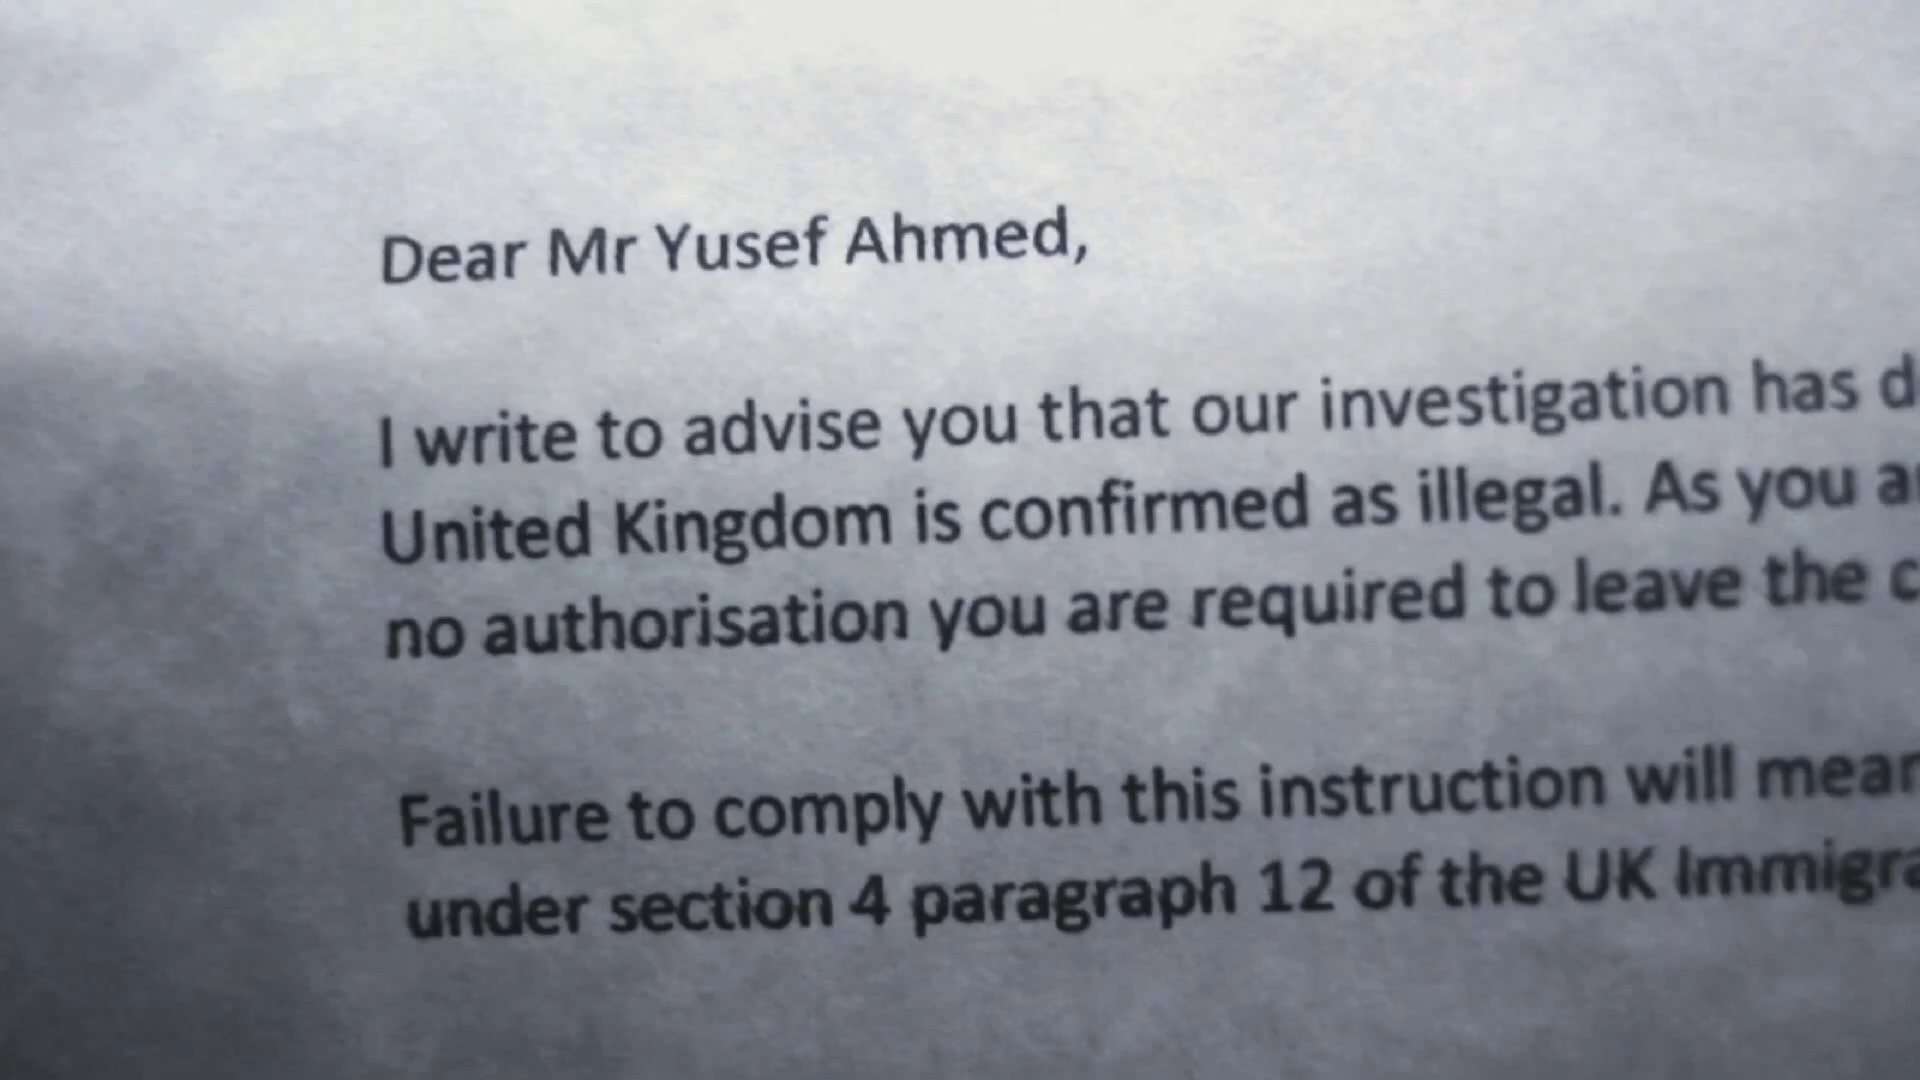 Dear Mr Yusef Ahmed,
I write to advise you that our investigation has
United Kingdom is confirmed as illegal. As you
no authorisation you are required to leave the
Failure to comply with this instruction will
under section 4 paragraph 12 of the UK